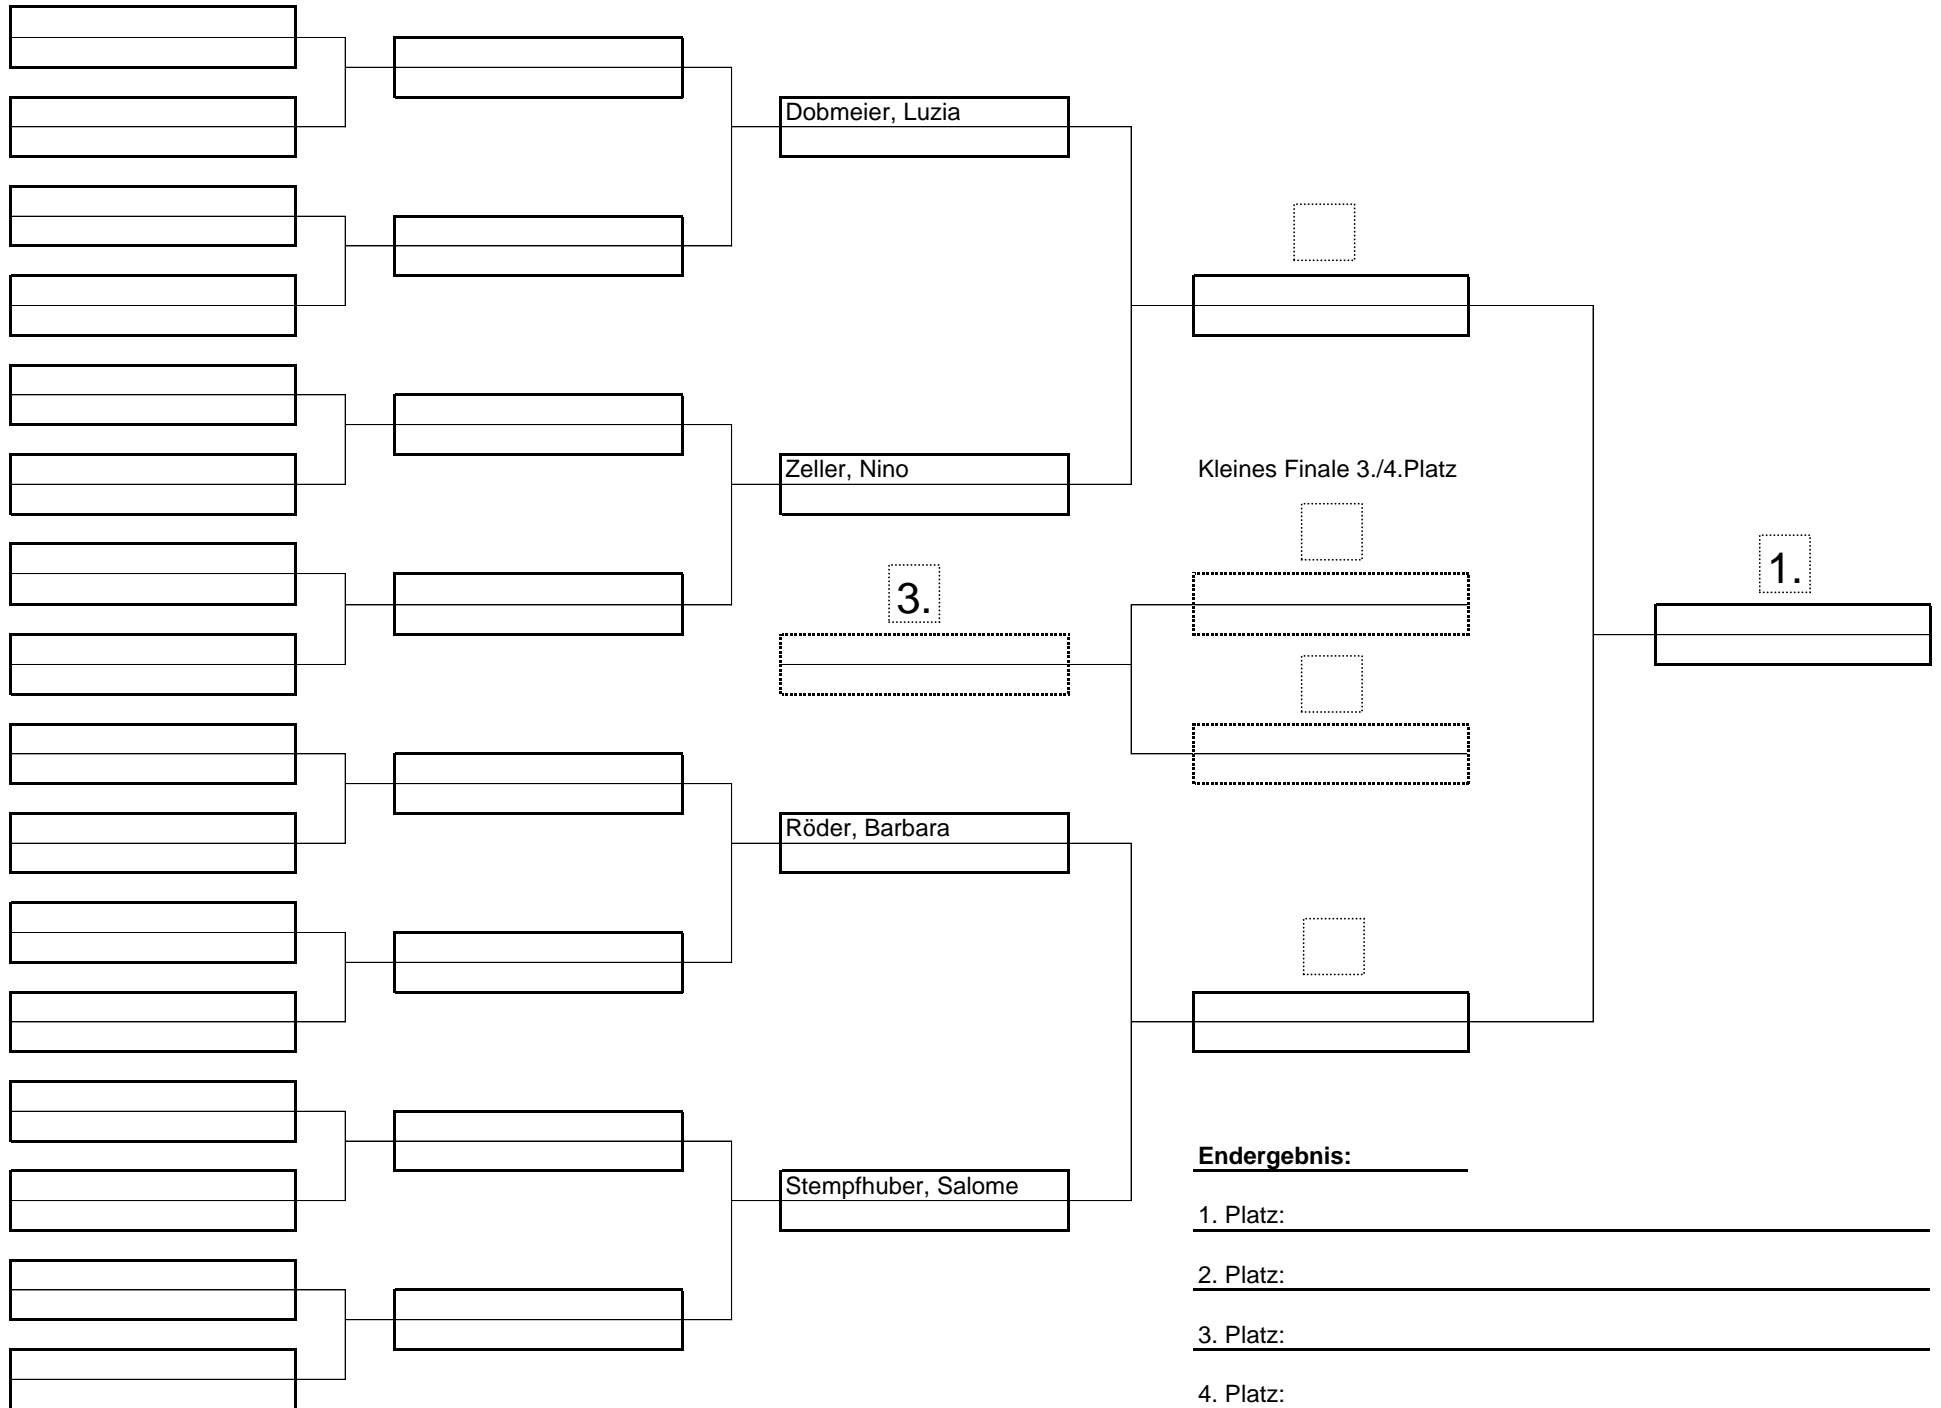 Dobmeier, Luzia
Zeller, Nino
Kleines Finale 3./4.Platz
1.
3.
Röder, Barbara
Stempfhuber, Salome
Endergebnis:
1. Platz:
2. Platz:
3. Platz:
4. Platz: